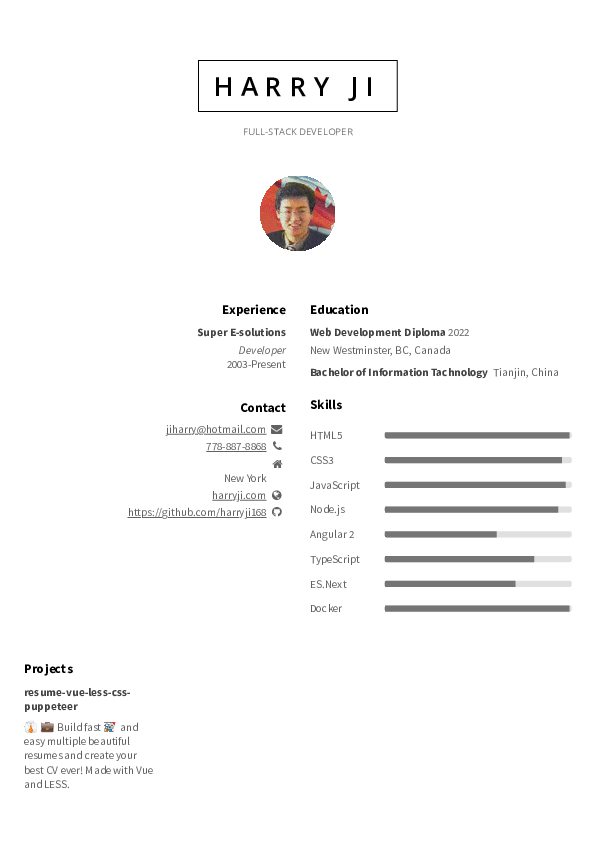 HARRY JI
FULL-STACK DEVELOPER
Experience
Super E-solutions
Developer
2003-Present
Contact
jiharry@hotmail.com
778-887-8868
New York
harryji.com
https://github.com/harryji168
Education
Web Development Diploma 2022
New Westminster, BC, Canada
Bachelor of Information Tachnology Tianjin, China
Skills
HTML5
CSS3
JavaScript
Node.js
Angular 2
TypeScript
ES.Next
Docker
Projects
resume-vue-less-css-
puppeteer
👔 💼 Build fast 🚀 and
easy multiple beautiful
resumes and create your
best CV ever! Made with Vue
and LESS.